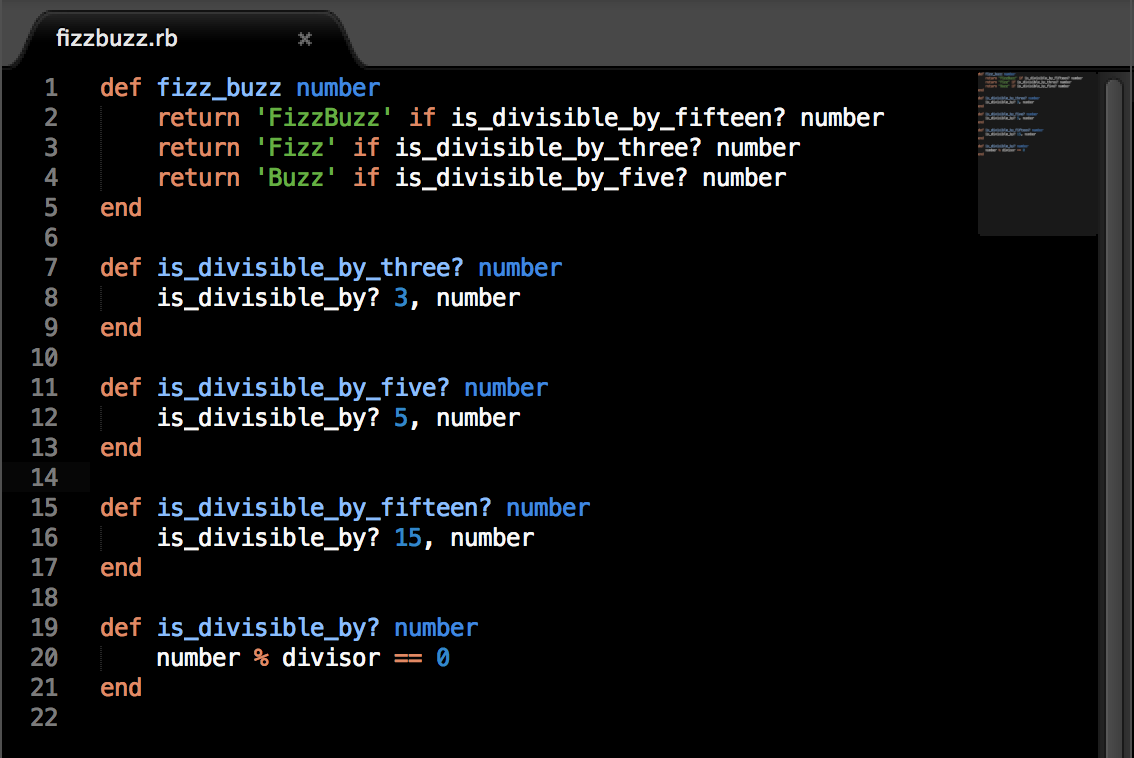 fizzbuzz.rb ×
1 def fizz_buzz number
2     return 'FizzBuzz' if is_divisible_by_fifteen? number
3     return 'Fizz' if is_divisible_by_three? number
4     return 'Buzz' if is_divisible_by_five? number
5 end
6
7 def is_divisible_by_three? number
8     is_divisible_by? 3, number
9 end
10
11 def is_divisible_by_five? number
12     is_divisible_by? 5, number
13 end
14
15 def is_divisible_by_fifteen? number
16     is_divisible_by? 15, number
17 end
18
19 def is_divisible_by? number
20     number % divisor == 0
21 end
22